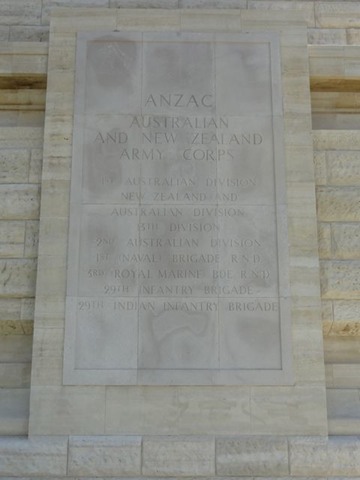 ANZAC
AUSTRALIAN
AND NEW ZEALAND
ARMY CORPS
1ST AUSTRALIAN DIVISION
NEW ZEALAND AND
AUSTRALIAN DIVISION
13TH DIVISION
2ND AUSTRALIAN DIVISION
1ST NAVAL BRIGADE R.N.D.
3RD ROYAL MARINE BDE. R.N.D.
29TH INFANTRY BRIGADE
29TH INDIAN INFANTRY BRIGADE